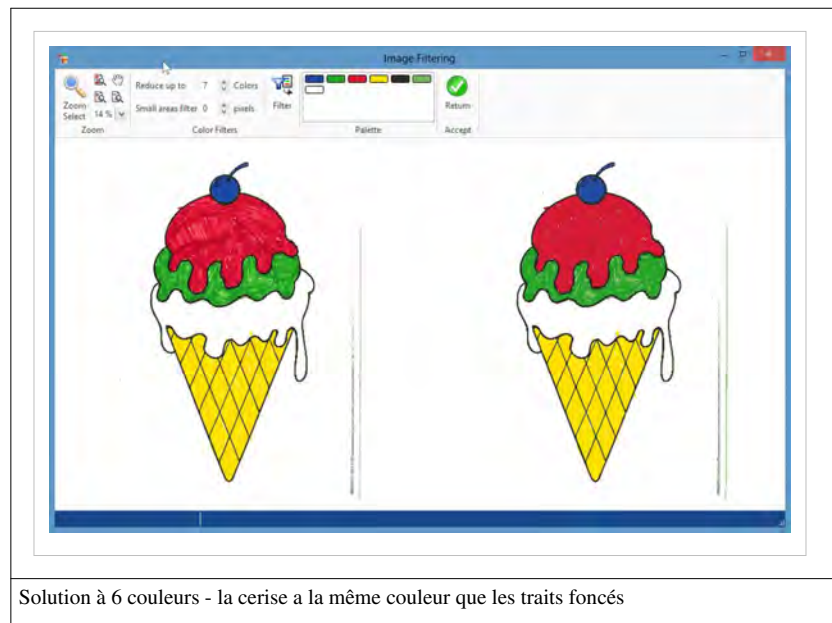 Image Filtering
Reduce up to 7 Colors
Small areas filter 0 pixels
Zoom Select
14 %
Filter
Return
Zoom
Color Filters
Palette
Accept
Solution à 6 couleurs - la cerise a la même couleur que les traits foncés